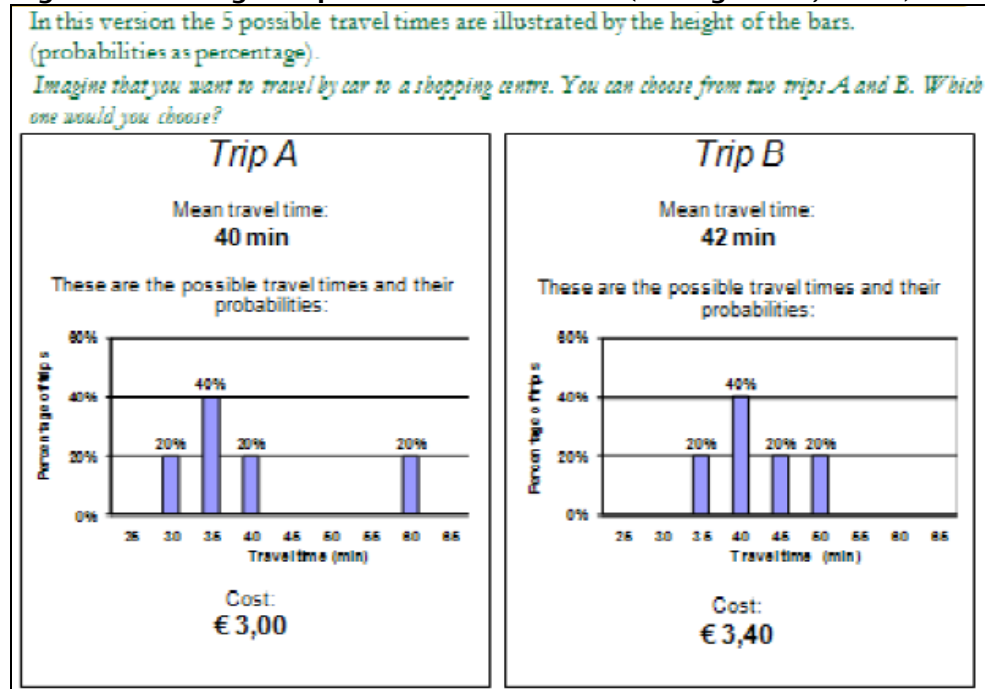 In this version the 5 possible travel times are illustrated by the height of the bars.
(probabilities as percentage).
Imagine that you want to travel by car to a shopping centre. You can choose from two trips A and B. Which
one would you choose?
Trip A
Mean travel time:
40 min
These are the possible travel times and their
probabilities:
Percentage of trips
60%
40%
20%
0%
20%
40%
20%
20%
25 30 35 40 45 50 55 60 65
Travel time (min)
Cost:
€ 3,00
Trip B
Mean travel time:
42 min
These are the possible travel times and their
probabilities:
Percentage of trips
60%
40%
20%
0%
20%
40%
20%
20%
25 30 35 40 45 50 55 60 65
Travel time (min)
Cost:
€ 3,40